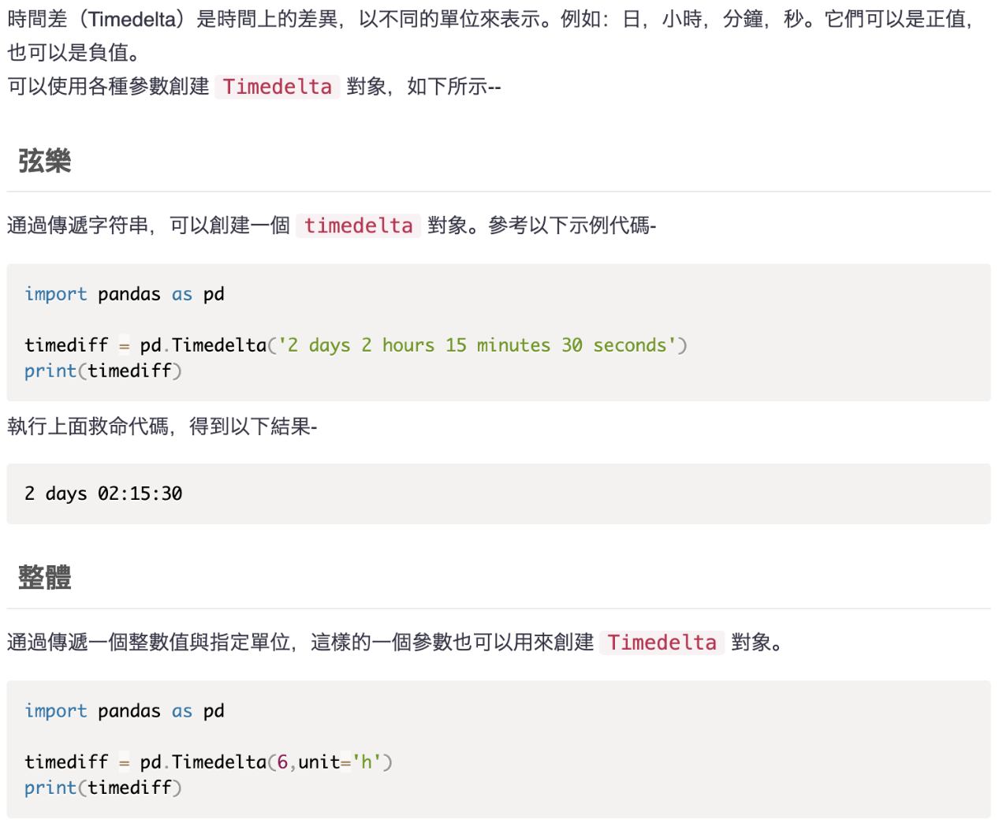 時間差（Timedelta）是時間上的差異，以不同的單位來表示。例如：日，小時，分鐘，秒。它們可以是正值，
也可以是負值。
可以使用各種參數創建 Timedelta 對象，如下所示--
弦樂
通過傳遞字符串，可以創建一個 timedelta 對象。參考以下示例代碼-
import pandas as pd
timediff = pd.Timedelta('2 days 2 hours 15 minutes 30 seconds')
print(timediff)
執行上面救命代碼，得到以下結果-
2 days 02:15:30
整體
通過傳遞一個整數值與指定單位，這樣的一個參數也可以用來創建 Timedelta 對象。
import pandas as pd
timediff = pd.Timedelta(6,unit='h')
print(timediff)